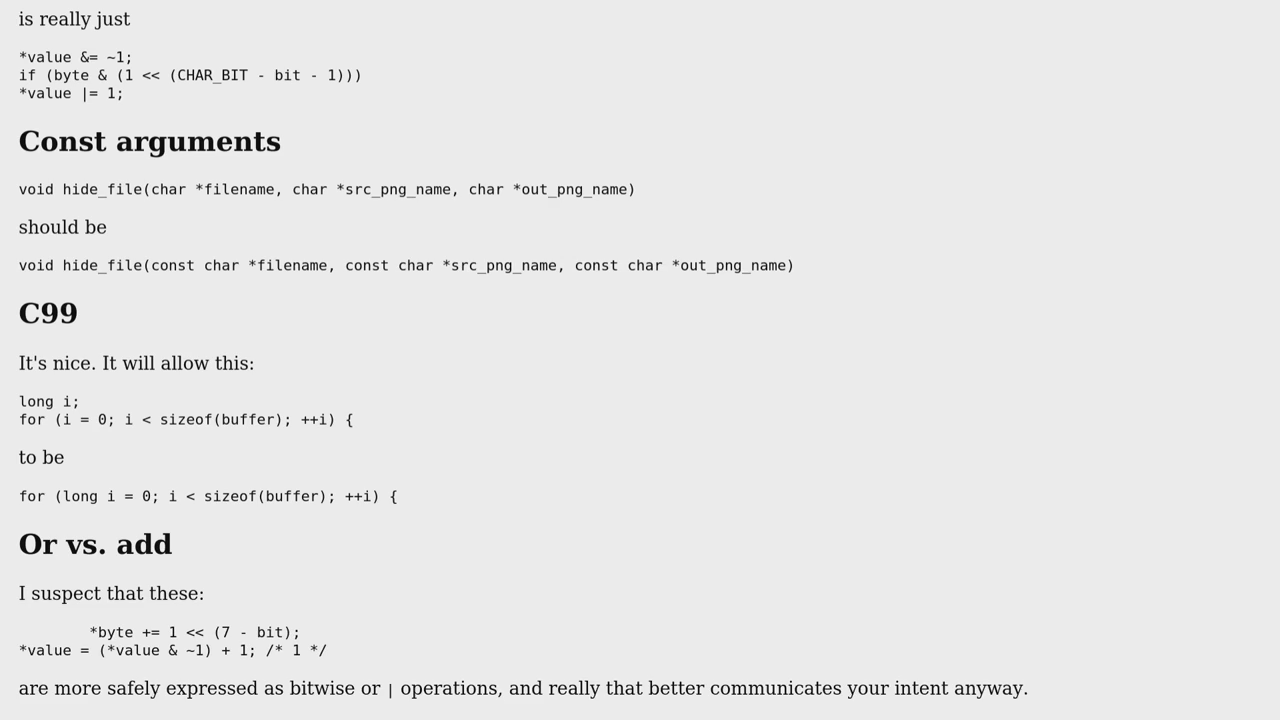 is really just
*value &= ~1;
if (byte & (1 << (CHAR_BIT - bit - 1)))
*value |= 1;
Const arguments
void hide_file(char *filename, char *src_png_name, char *out_png_name)
should be
void hide_file(const char *filename, const char *src_png_name, const char *out_png_name)
C99
It's nice. It will allow this:
long i;
for (i = 0; i < sizeof(buffer); ++i) {
to be
for (long i = 0; i < sizeof(buffer); ++i) {
Or vs. add
I suspect that these:
        *byte += 1 << (7 - bit);
*value = (*value & ~1) + 1; /* 1 */
are more safely expressed as bitwise or | operations, and really that better communicates your intent anyway.